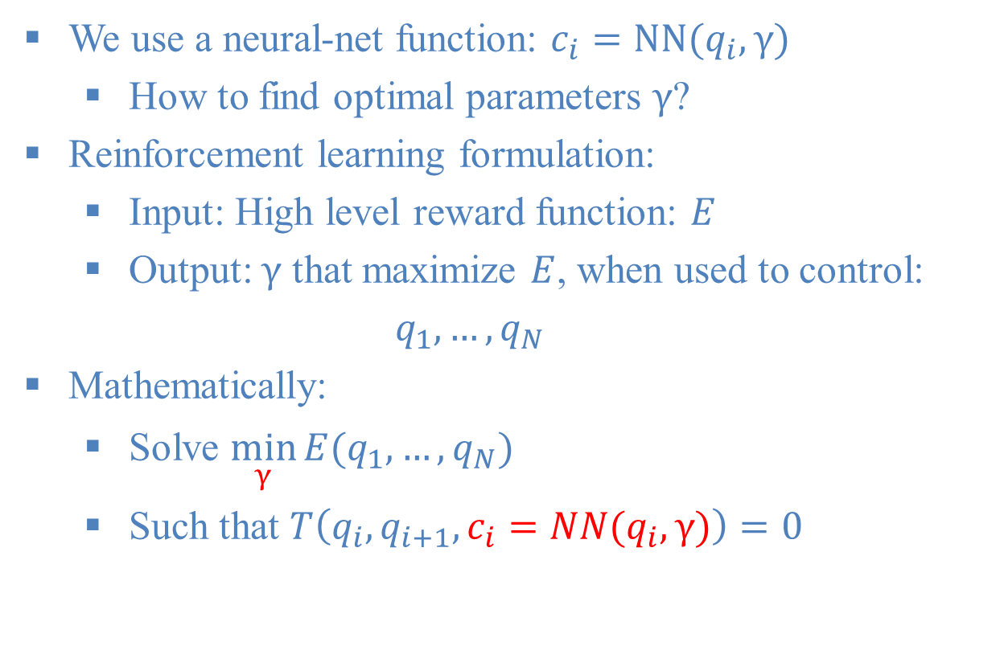 ▪ We use a neural-net function: $c_i = \mathrm{NN}(q_i, \gamma)$
▪ How to find optimal parameters γ?
▪ Reinforcement learning formulation:
▪ Input: High level reward function: $E$
▪ Output: γ that maximize $E$, when used to control:
$q_1, \ldots, q_N$
▪ Mathematically:
▪ Solve $\min_{\gamma} E(q_1, \ldots, q_N)$
▪ Such that $T(q_i, q_{i+1}, c_i = NN(q_i, \gamma)) = 0$